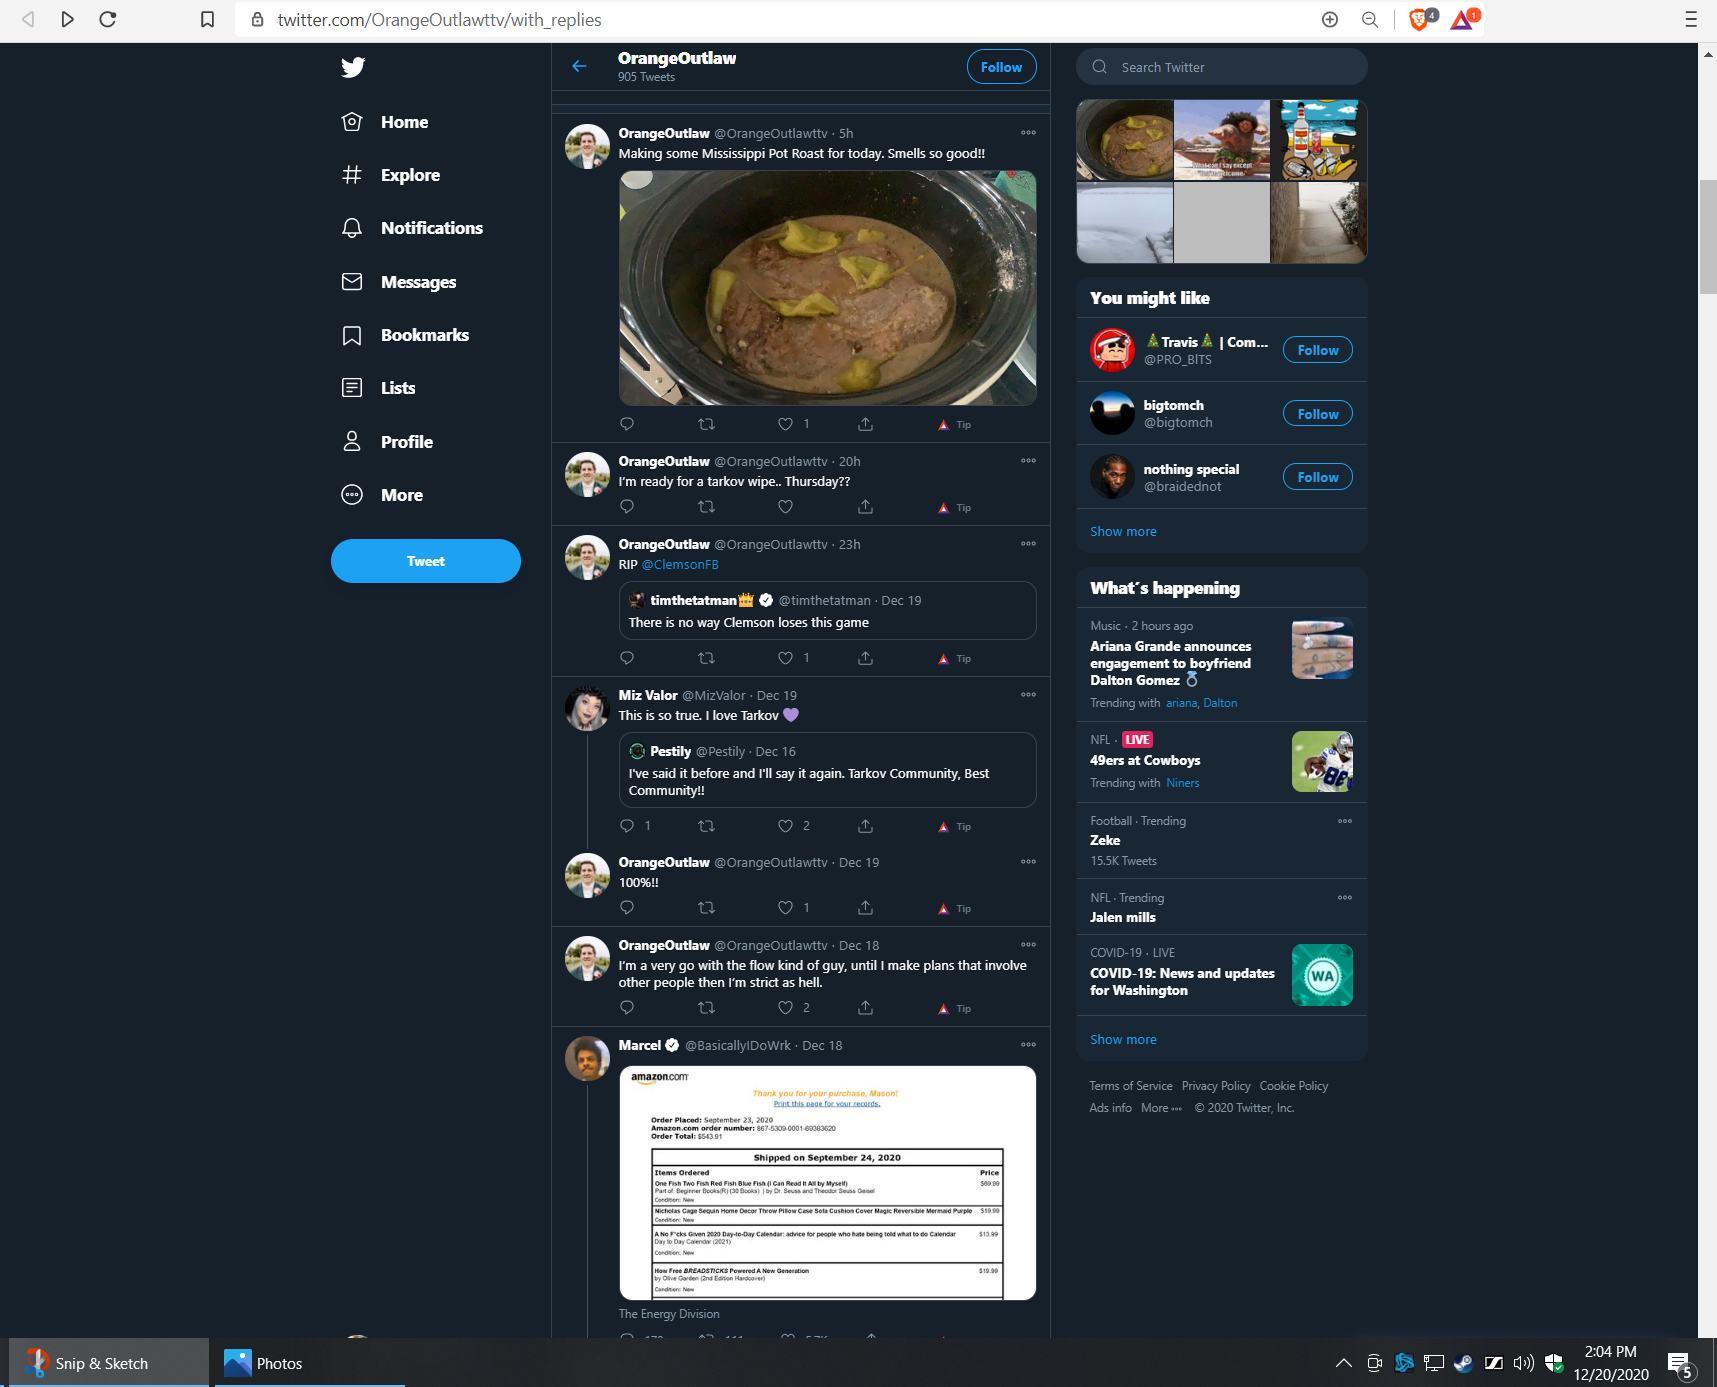 twitter.com/OrangeOutlawttv/with_replies
4
1
Home
Explore
Notifications
Messages
Bookmarks
Lists
Profile
More
Tweet
OrangeOutlaw
905 Tweets
Follow
OrangeOutlaw @OrangeOutlawttv · 5h
Making some Mississippi Pot Roast for today. Smells so good!!
1
Tip
OrangeOutlaw @OrangeOutlawttv · 20h
I'm ready for a tarkov wipe.. Thursday??
Tip
OrangeOutlaw @OrangeOutlawttv · 23h
RIP @ClemsonFB
timthetatman @timthetatman · Dec 19
There is no way Clemson loses this game
1
Tip
Miz Valor @MizValor · Dec 19
This is so true. I love Tarkov
Pestily @Pestily · Dec 16
I've said it before and I'll say it again. Tarkov Community, Best
Community!!
1
2
Tip
OrangeOutlaw @OrangeOutlawttv · Dec 19
100%!!
1
Tip
OrangeOutlaw @OrangeOutlawttv · Dec 18
I'm a very go with the flow kind of guy, until I make plans that involve
other people then I'm strict as hell.
2
Tip
Marcel @BasicallyIDoWrk · Dec 18
amazon.com
Thank you for your purchase, Mason!
Print this page for your records.
Order Placed: September 23, 2020
Amazon.com order number: 867-5309-0001-69383620
Order Total: $543.91
Shipped on September 24, 2020
Items Ordered Price
One Fish Two Fish Red Fish Blue Fish (I Can Read It All by Myself) $69.99
Part of: Beginner Books(R) (30 Books) | by Dr. Seuss and Theodor Seuss Geisel
Condition: New
Nicholas Cage Sequin Home Decor Throw Pillow Case Sofa Cushion Cover Magic Reversible Mermaid Purple $19.99
Condition: New
A No F*cks Given 2020 Day-to-Day Calendar: advice for people who hate being told what to do Calendar $13.99
Day to Day Calendar (2021)
Condition: New
How Free BREADSTICKS Powered A New Generation $19.99
by Olive Garden (2nd Edition Hardcover)
Condition: New
The Energy Division
Search Twitter
What can I say except
You might like
Travis | Com...
@PRO_BITS
Follow
bigtomch
@bigtomch
Follow
nothing special
@braidednot
Follow
Show more
What's happening
Music · 2 hours ago
Ariana Grande announces
engagement to boyfriend
Dalton Gomez
Trending with ariana, Dalton
NFL · LIVE
49ers at Cowboys
Trending with Niners
Football · Trending
Zeke
15.5K Tweets
NFL · Trending
Jalen mills
COVID-19 · LIVE
COVID-19: News and updates
for Washington
WA
Show more
Terms of Service Privacy Policy Cookie Policy
Ads info More ••• © 2020 Twitter, Inc.
Snip & Sketch
Photos
2:04 PM
12/20/2020
5